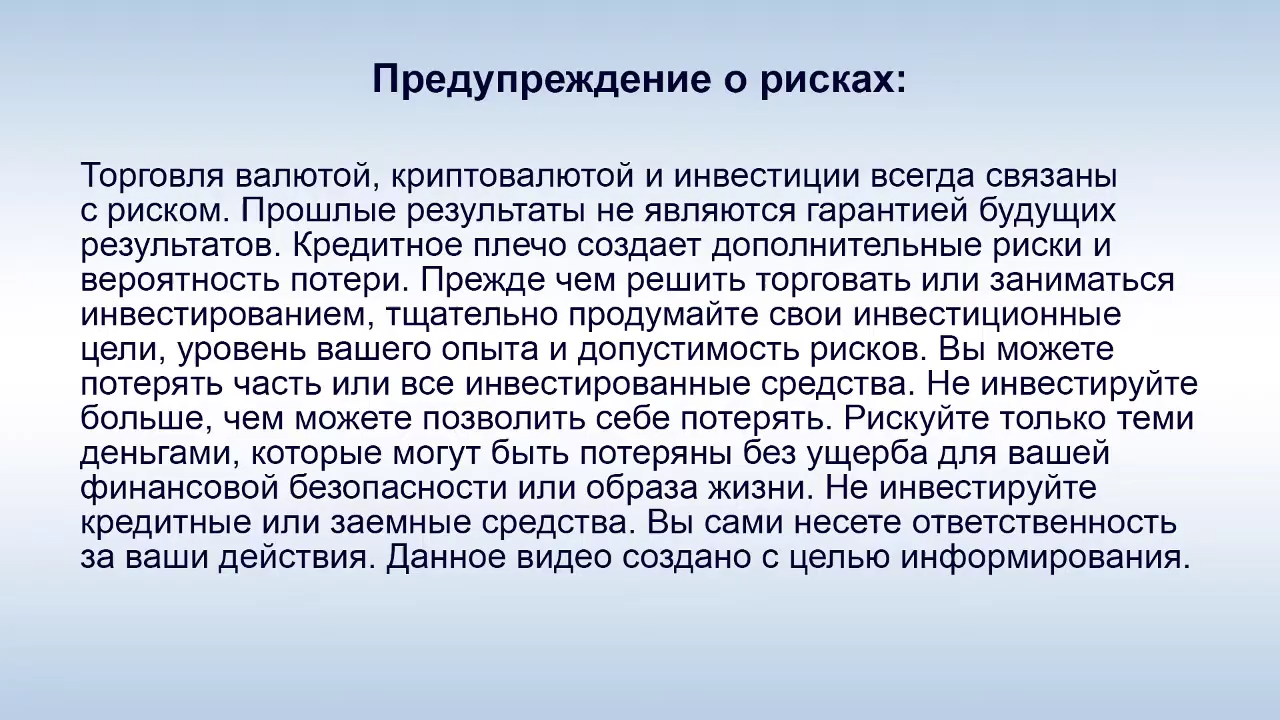 Предупреждение о рисках:
Торговля валютой, криптовалютой и инвестиции всегда связаны
с риском. Прошлые результаты не являются гарантией будущих
результатов. Кредитное плечо создает дополнительные риски и
вероятность потери. Прежде чем решить торговать или заниматься
инвестированием, тщательно продумайте свои инвестиционные
цели, уровень вашего опыта и допустимость рисков. Вы можете
потерять часть или все инвестированные средства. Не инвестируйте
больше, чем можете позволить себе потерять. Рискуйте только теми
деньгами, которые могут быть потеряны без ущерба для вашей
финансовой безопасности или образа жизни. Не инвестируйте
кредитные или заемные средства. Вы сами несете ответственность
за ваши действия. Данное видео создано с целью информирования.